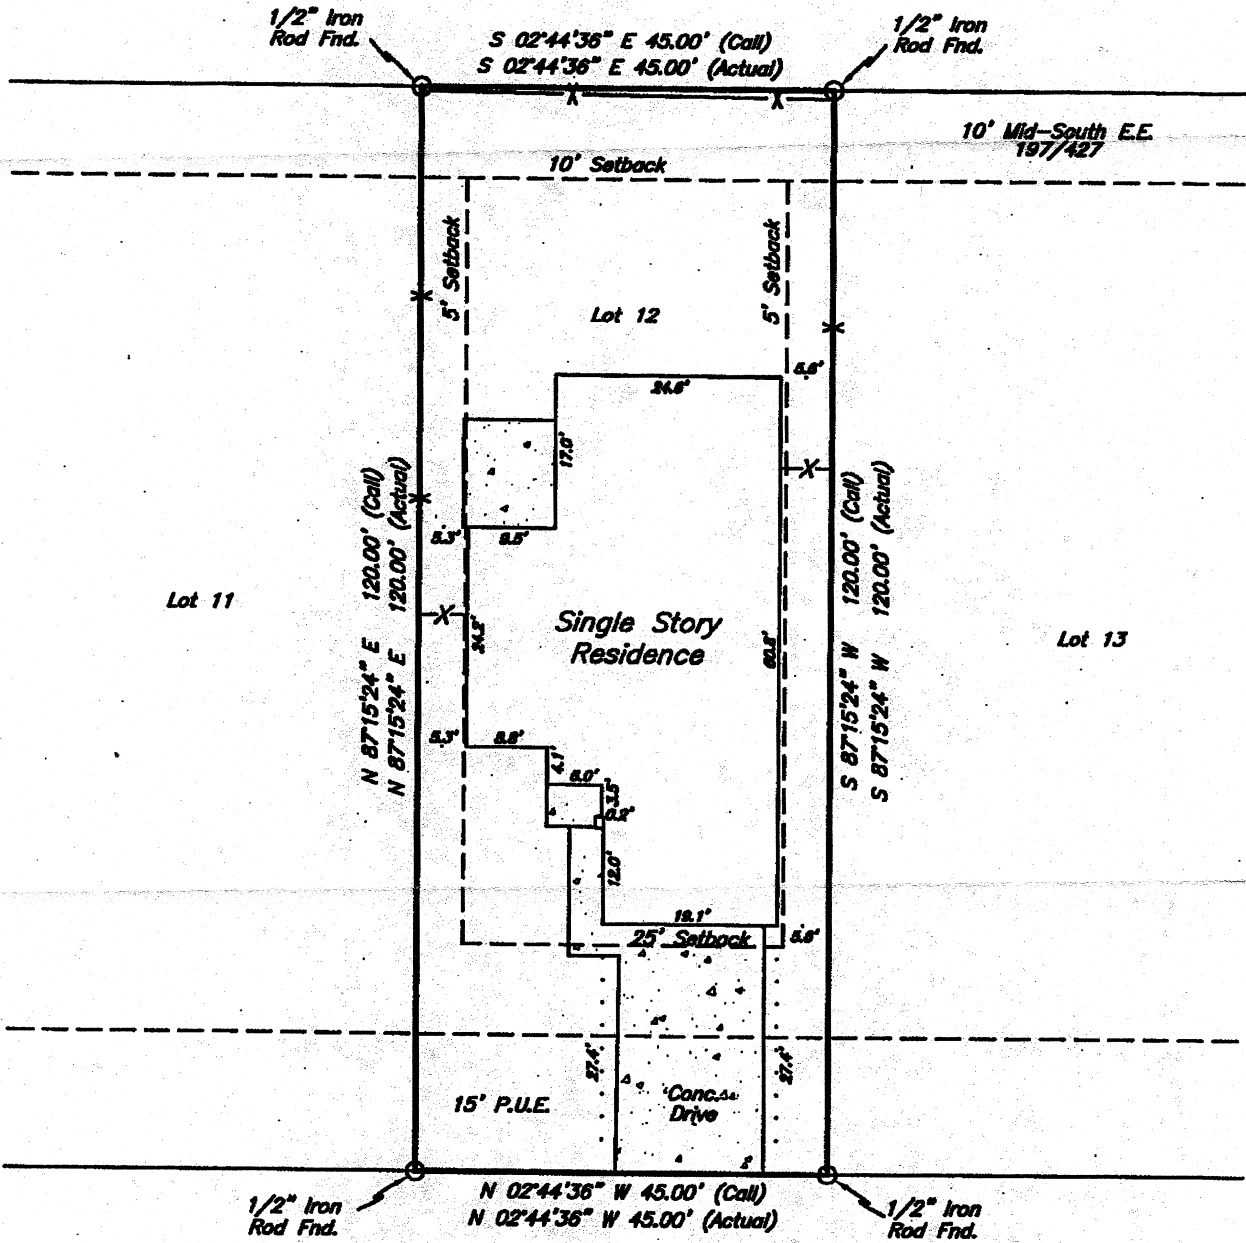 1/2" Iron
Rod Fnd.
S 02°44'36" E 45.00' (Call)
S 02°44'36" E 45.00' (Actual)
1/2" Iron
Rod Fnd.
10' Mid-South E.E.
197/427
10' Setback
5' Setback
5' Setback
Lot 12
5.6'
24.6'
17.0'
N 87°15'24" E 120.00' (Call)
N 87°15'24" E 120.00' (Actual)
S 87°15'24" W 120.00' (Call)
S 87°15'24" W 120.00' (Actual)
5.3'
9.5'
Lot 11
Single Story
Residence
24.2'
60.8'
Lot 13
5.3'
8.8'
4.1'
6.0'
3.5'
0.2'
12.0'
19.1'
25' Setback
5.6'
27.4'
27.4'
15' P.U.E.
Conc.
Drive
N 02°44'36" W 45.00' (Call)
N 02°44'36" W 45.00' (Actual)
1/2" Iron
Rod Fnd.
1/2" Iron
Rod Fnd.